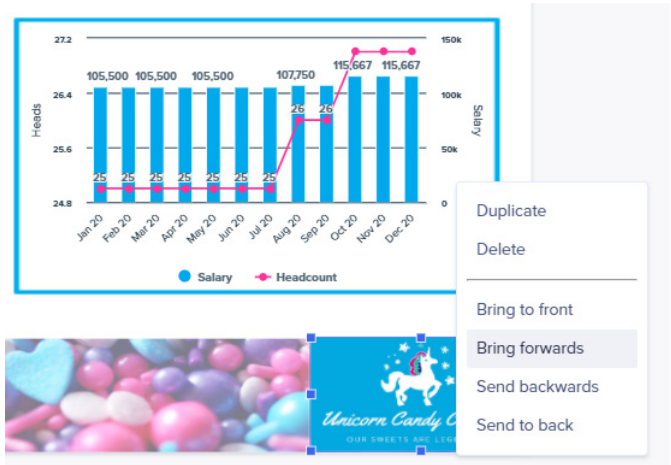 27.2
150k
105,500 105,500 105,500 107,750 115,667 115,667
26.4
100k
26 26
Heads
Salary
25.6
50k
25 25 25 25 25 25 25
24.8
0
Jan 20 Feb 20 Mar 20 Apr 20 May 20 Jun 20 Jul 20 Aug 20 Sep 20 Oct 20 Nov 20 Dec 20
Salary Headcount
Duplicate
Delete
Bring to front
Bring forwards
Send backwards
Send to back
Unicorn Candy
OUR SWEETS ARE